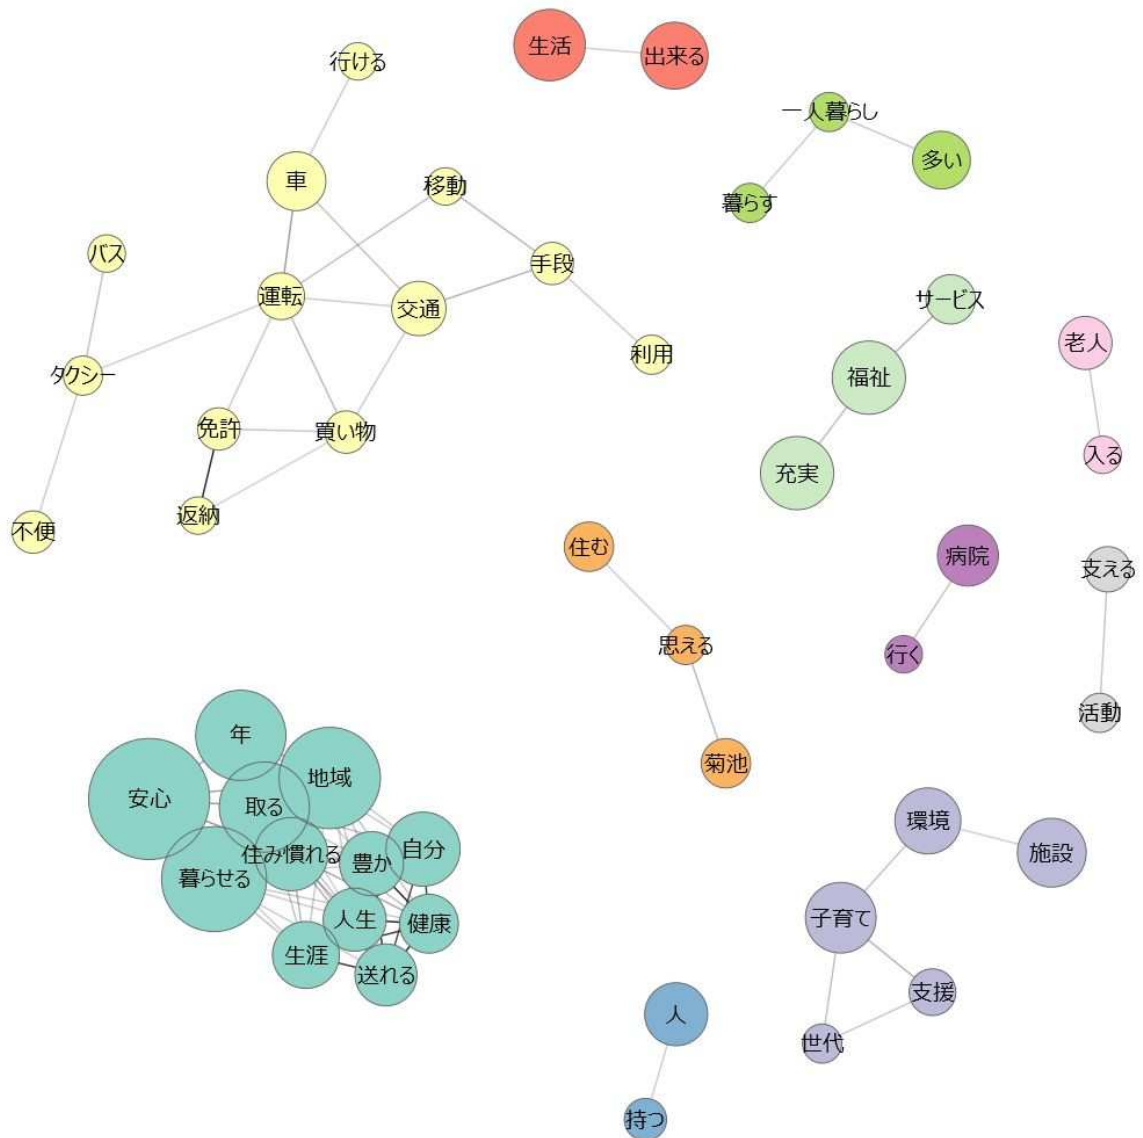 生活
出来る
行ける
一人暮らし
多い
車
移動
暮らす
バス
手段
運転
交通
サービス
利用
老人
タクシー
福祉
免許
買い物
入る
充実
返納
不便
住む
病院
支える
思える
行く
活動
年
菊池
地域
安心
取る
環境
自分
住み慣れる
豊か
施設
暮らせる
人生
健康
子育て
生涯
送れる
支援
人
世代
持つ